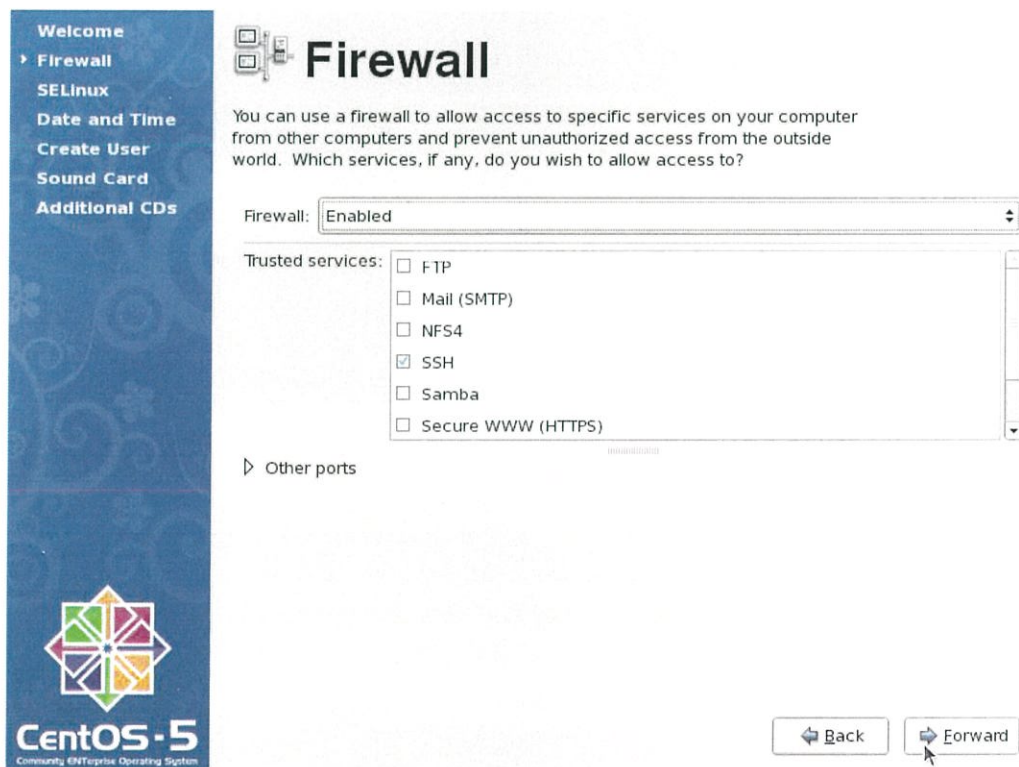 Welcome
Firewall
SELinux
Date and Time
Create User
Sound Card
Additional CDs
Firewall
You can use a firewall to allow access to specific services on your computer
from other computers and prevent unauthorized access from the outside
world. Which services, if any, do you wish to allow access to?
Firewall: Enabled
Trusted services:
FTP
Mail (SMTP)
NFS4
SSH
Samba
Secure WWW (HTTPS)
Other ports
CentOS-5
Community ENTerprise Operating System
Back
Forward